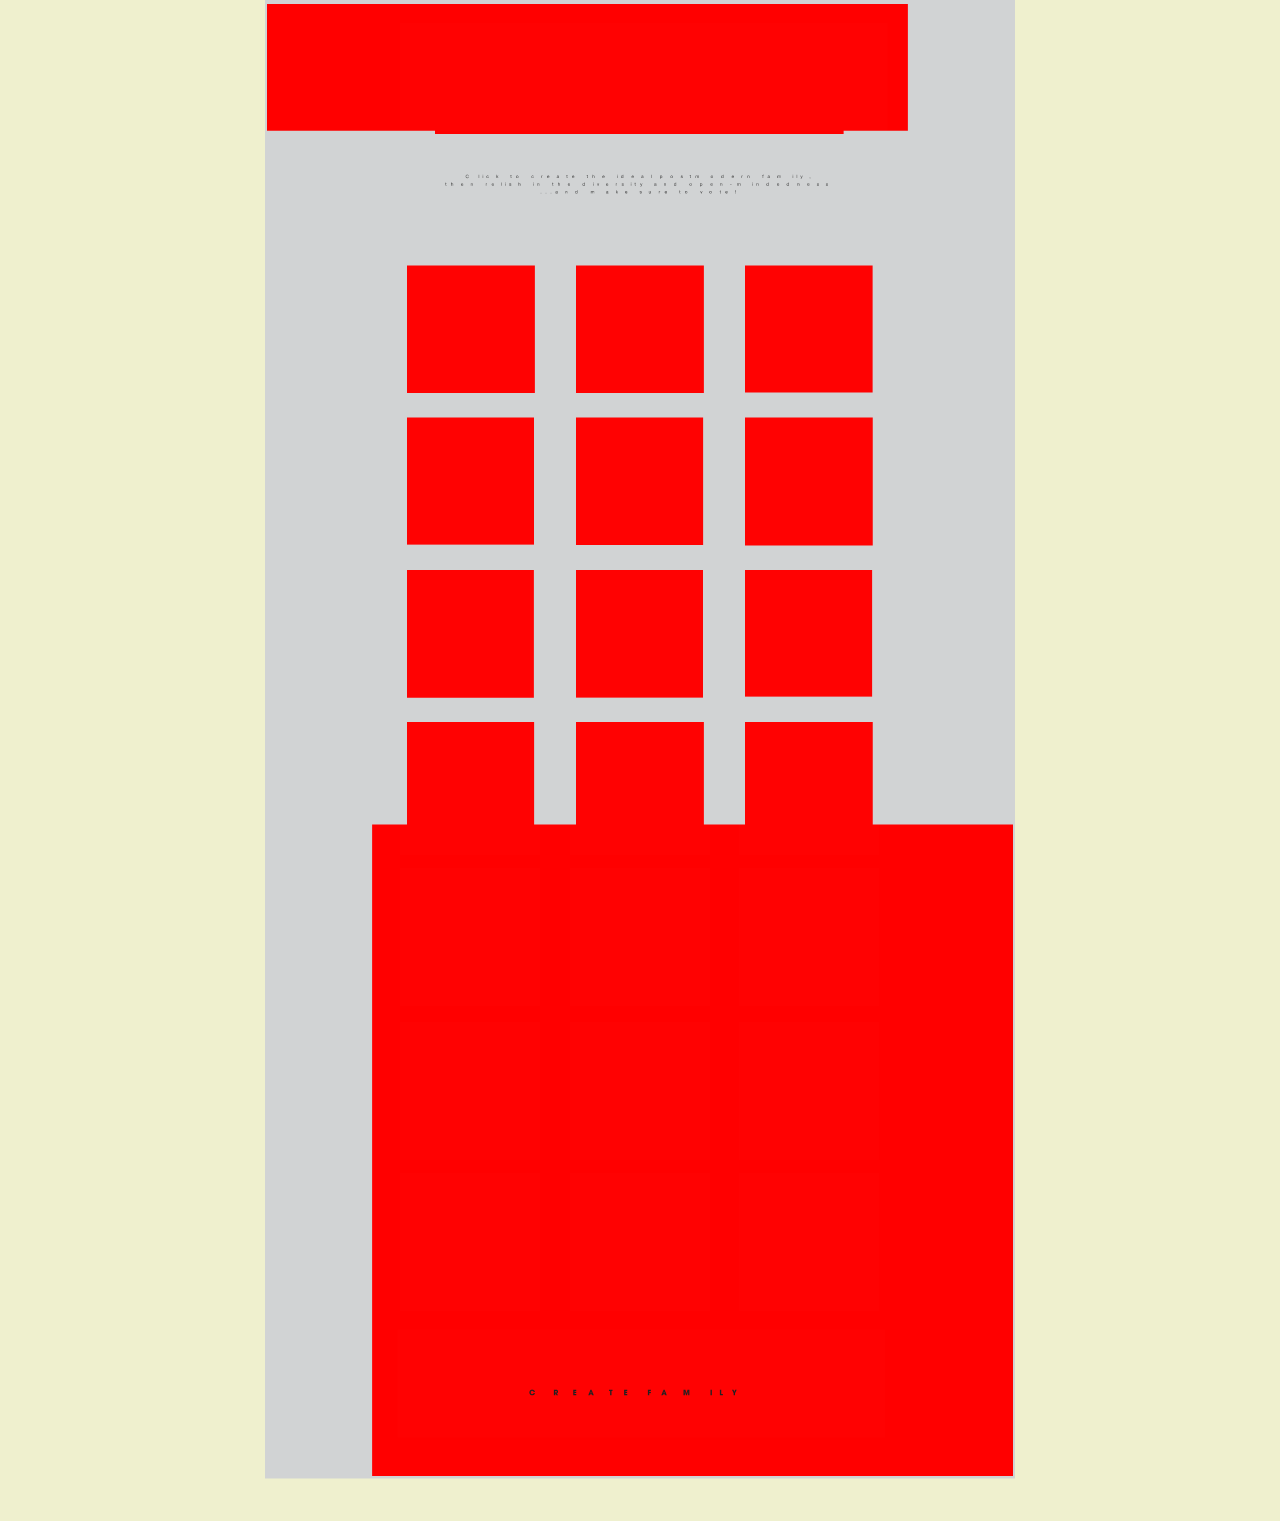 Click to create the ideal postmodern family,
then relish in the diversity and open-mindedness
...and make sure to vote!
CREATE FAMILY